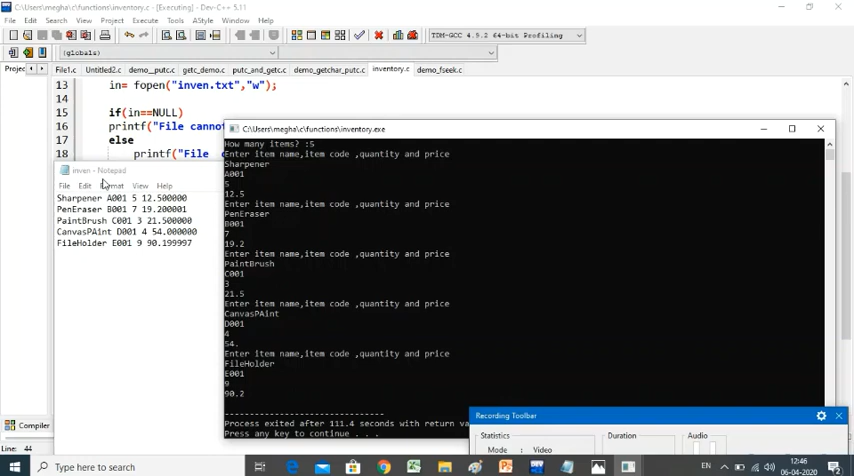 inventory.c - [Executing] - Dev-C++ 5.11
File Edit Search View Project Execute Tools AStyle Window Help
TDM-GCC 4.9.2 64-bit Profiling
(globals)
Projec File1.c Untitled2.c demo__putc.c getc_demo.c putc_and_getc.c demo_getchar_putc.c inventory.c demo_fseek.c
13 in= fopen("inven.txt","w");
14
15 if(in==NULL)
16 printf("File cannot
17 else
18 printf("File c
inven - Notepad
File Edit Format View Help
Sharpener A001 5 12.500000
PenEraser B001 7 19.200001
PaintBrush C001 3 21.500000
CanvasPAint D001 4 54.000000
FileHolder E001 9 90.199997
C:\Users\megha\c\functions\inventory.exe
How many items? :5
Enter item name,item code ,quantity and price
Sharpener
A001
5
12.5
Enter item name,item code ,quantity and price
PenEraser
B001
7
19.2
Enter item name,item code ,quantity and price
PaintBrush
C001
3
21.5
Enter item name,item code ,quantity and price
CanvasPAint
D001
4
54.
Enter item name,item code ,quantity and price
FileHolder
E001
9
90.2
--------------------------------
Process exited after 111.4 seconds with return va
Press any key to continue . . .
Recording Toolbar
Statistics Duration Audio
Mode : Video
Compiler
Line: 44
Type here to search
EN
12:46
06-04-2020